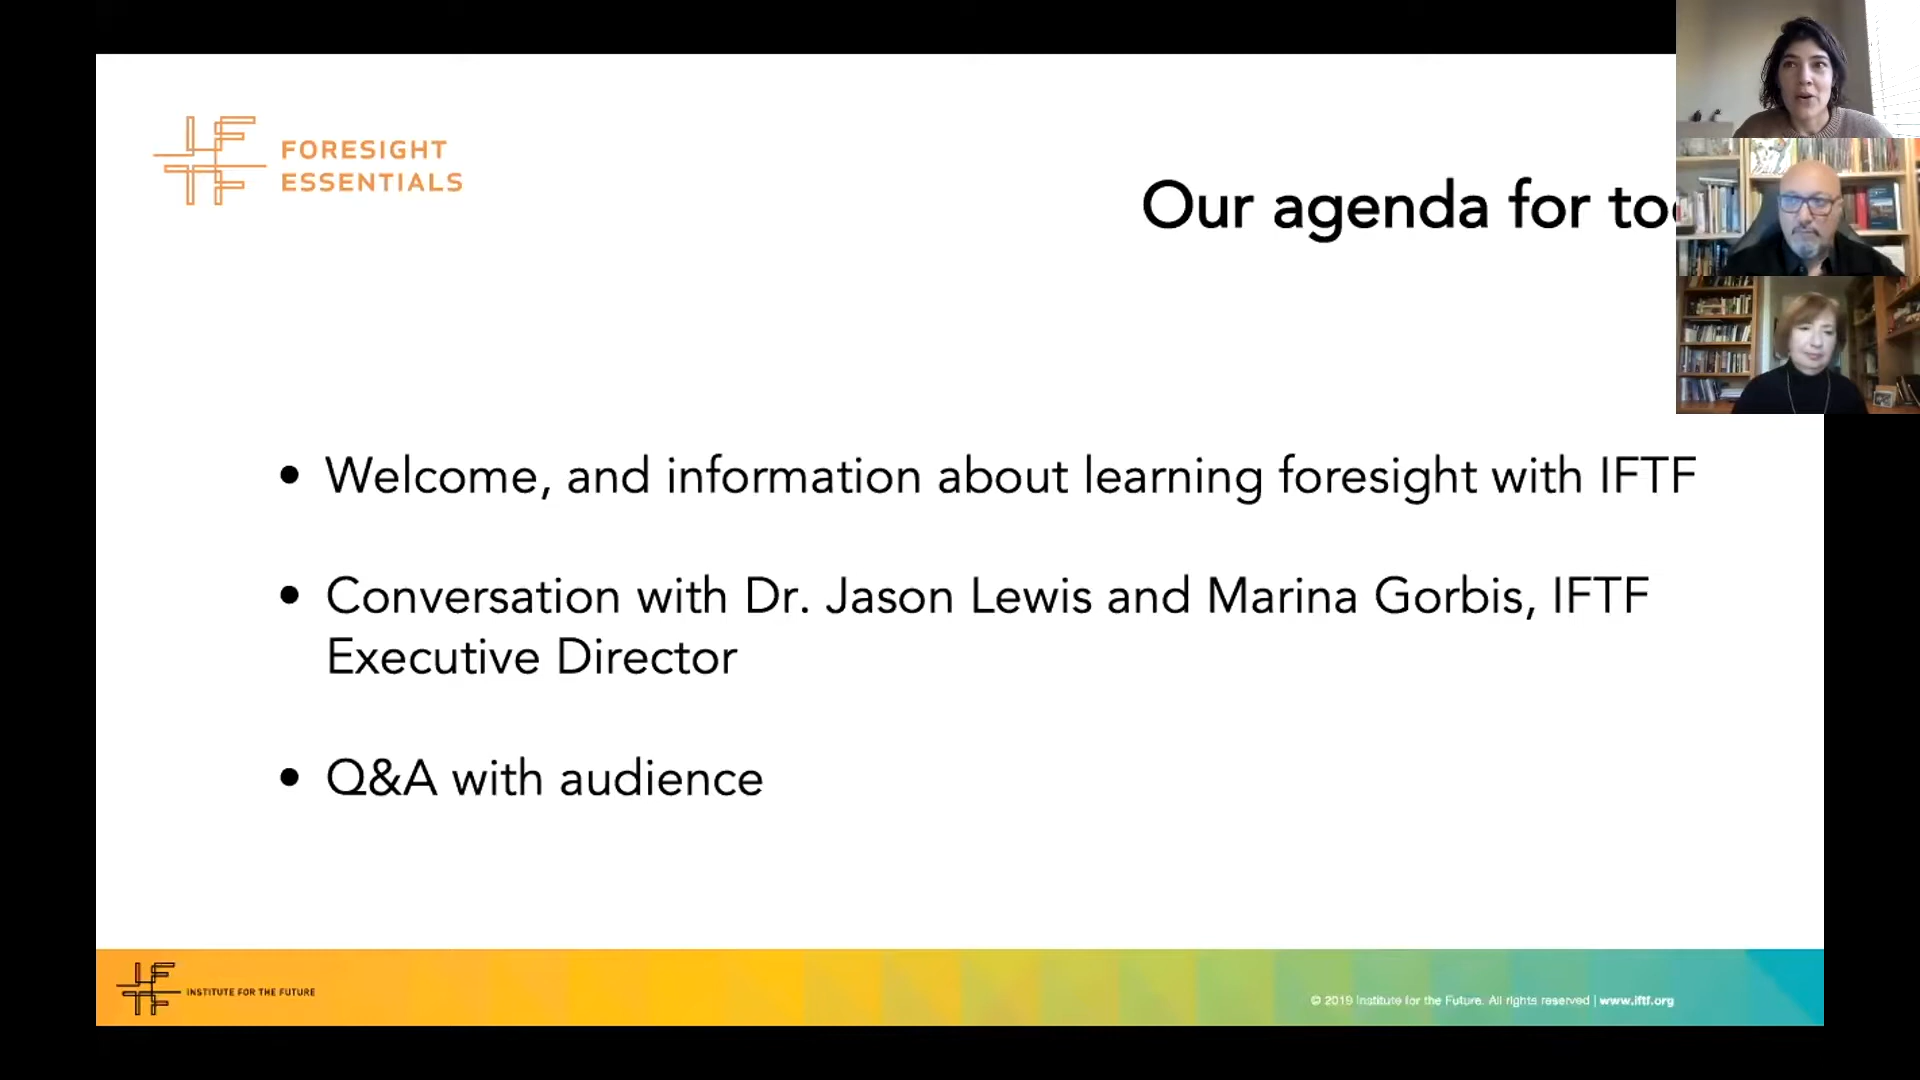 FORESIGHT
ESSENTIALS
Our agenda for
• Welcome, and information about learning foresight with IFTF
• Conversation with Dr. Jason Lewis and Marina Gorbis, IFTF
Executive Director
• Q&A with audience
INSTITUTE FOR THE FUTURE
© 2019 Institute for the Future. All rights reserved | www.iftf.org